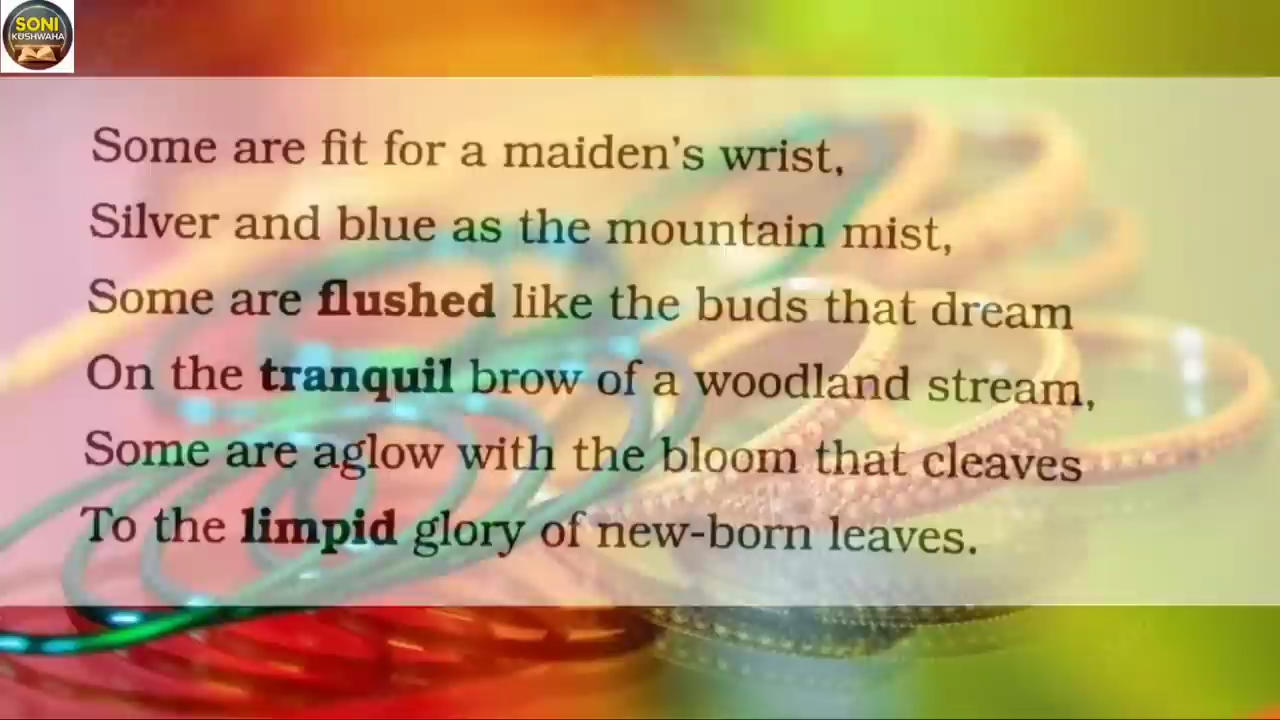 SONI
KUSHWAHA
Some are fit for a maiden's wrist,
Silver and blue as the mountain mist,
Some are flushed like the buds that dream
On the tranquil brow of a woodland stream,
Some are aglow with the bloom that cleaves
To the limpid glory of new-born leaves.